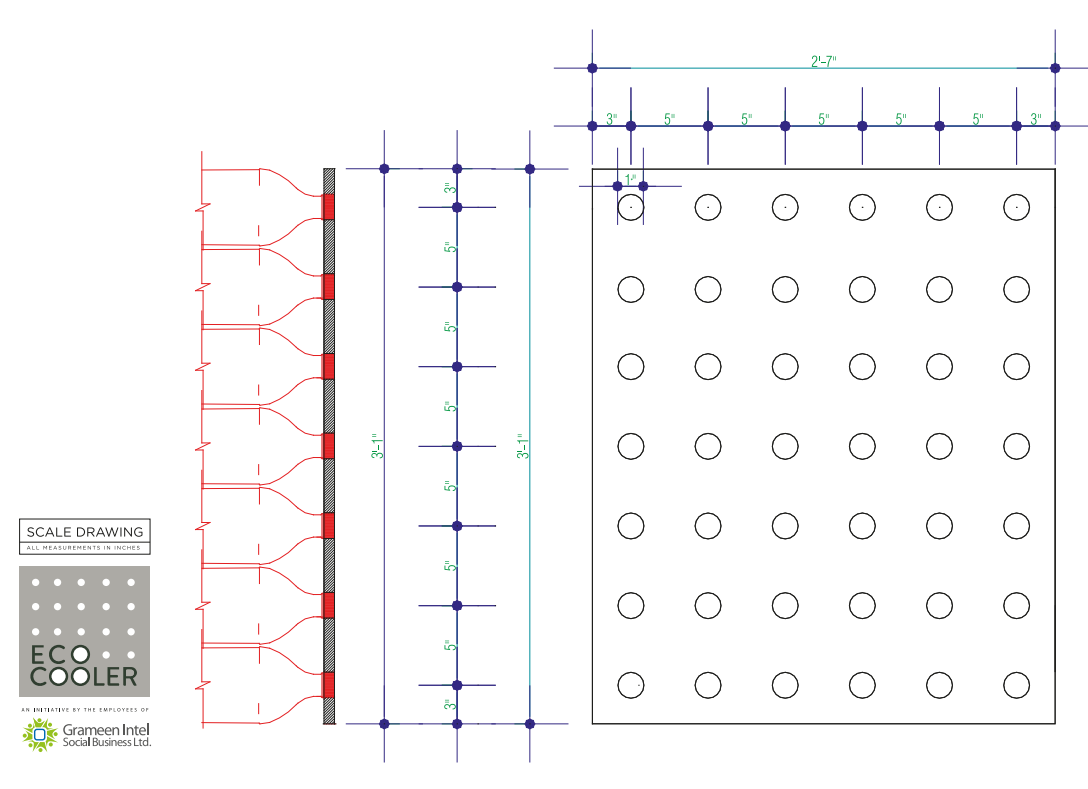 2'-7"
3"
5"
5"
5"
5"
5"
3"
1"
3"
5"
5"
5"
5"
5"
5"
3"
3'-1"
3'-1"
SCALE DRAWING
ALL MEASUREMENTS IN INCHES
ECO
COOLER
AN INITIATIVE BY THE EMPLOYEES OF
Grameen Intel
Social Business Ltd.